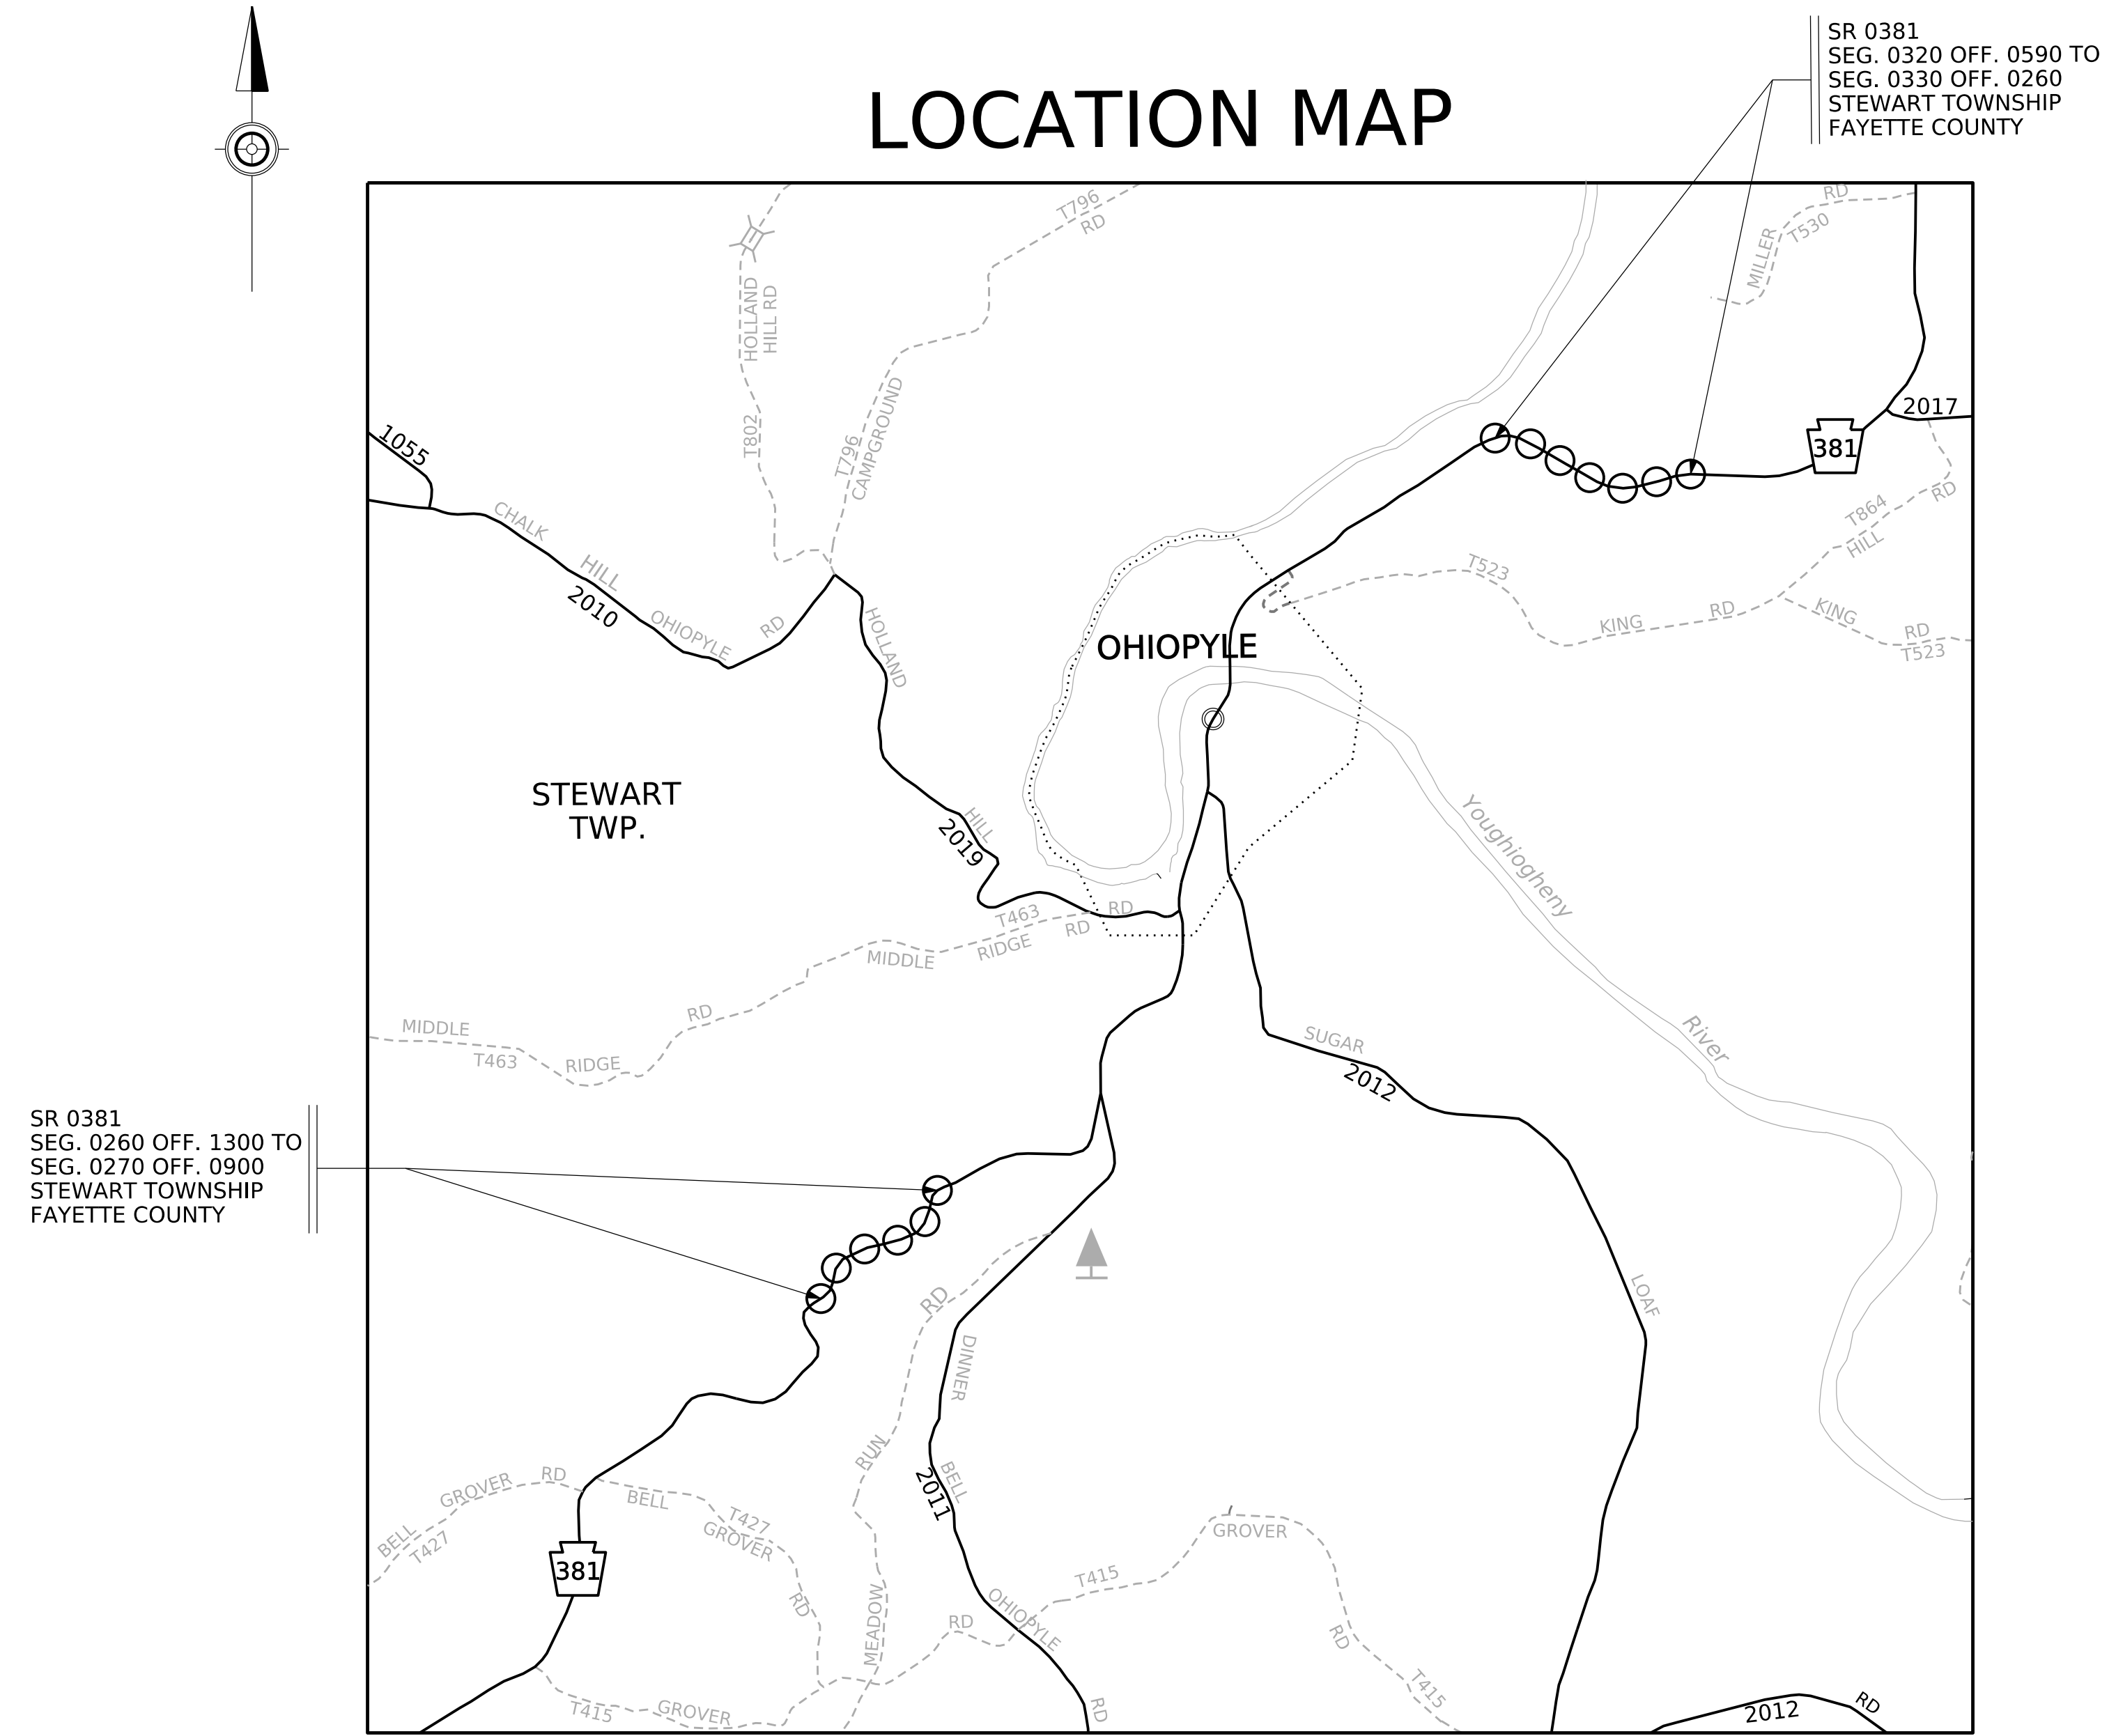 SR 0381
SEG. 0320 OFF. 0590 TO
SEG. 0330 OFF. 0260
STEWART TOWNSHIP
FAYETTE COUNTY
LOCATION MAP
T796
RD
RD
T530
MILLER
HOLLAND
HILL RD
T802
T796
CAMPGROUND
1055
2017
381
CHALK
HILL
2010
OHIOPYLE
RD
HOLLAND
T864
HILL
RD
T523
KING
RD
KING
RD
T523
OHIOPYLE
STEWART
TWP.
HILL
2019
Youghiogheny
River
T463
RD
MIDDLE
RIDGE
RD
MIDDLE
T463
RIDGE
RD
SUGAR
2012
SR 0381
SEG. 0260 OFF. 1300 TO
SEG. 0270 OFF. 0900
STEWART TOWNSHIP
FAYETTE COUNTY
LOAF
RD
DINNER
RUN
BELL
2011
GROVER
RD
BELL
T427
BELL
T427
GROVER
RD
381
MEADOW
RD
OHIOPYLE
T415
GROVER
RD
T415
T415
GROVER
RD
2012
RD